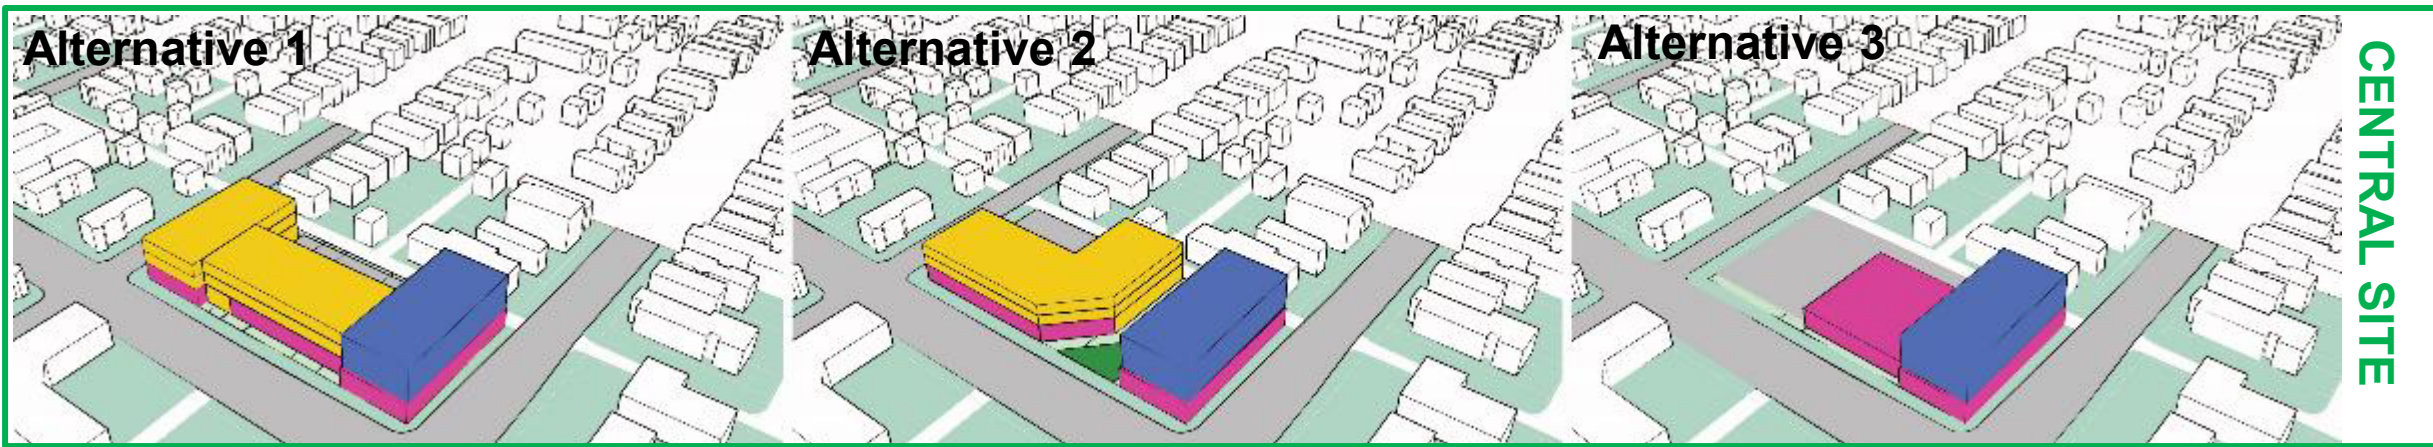 Alternative 1
Alternative 2
Alternative 3
CENTRAL SITE